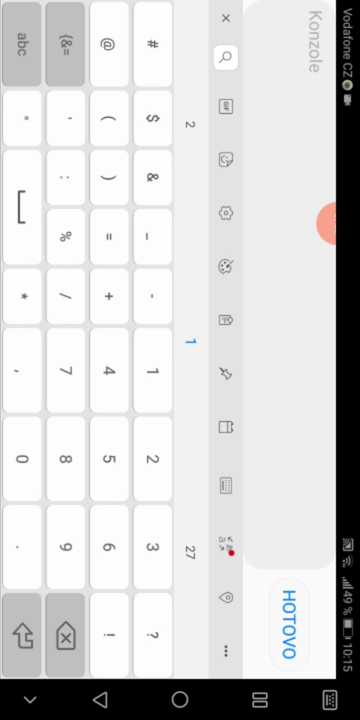 Vodafone CZ 49 % 10:15
Konzole
HOTOVO
GIF
2 1 27
# $ & _ - 1 2 3 ?
@ ( ) = + 4 5 6 !
{&= ' : % / 7 8 9
abc * , 0 .